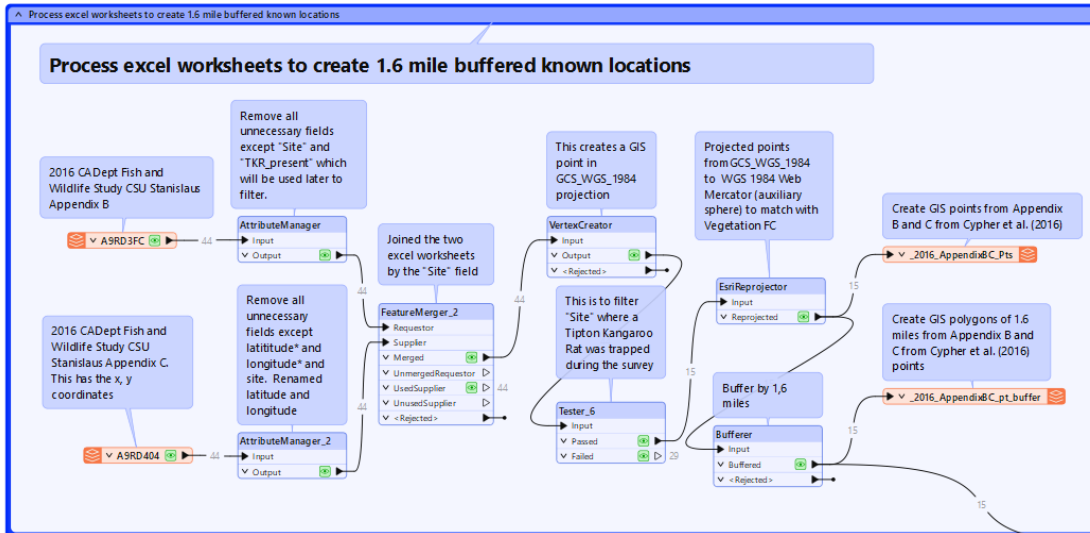 Process excel worksheets to create 1.6 mile buffered known locations
Process excel worksheets to create 1.6 mile buffered known locations
2016 CADept Fish and
Wildlife Study CSU Stanislaus
Appendix B
A9RD3FC
44
2016 CADept Fish and
Wildlife Study CSU
Stanislaus Appendix C.
This has the x, y
coordinates
A9RD404
44
Remove all
unnecessary fields
except "Site" and
"TKR_present" which
will be used later to
filter.
AttributeManager
Input
Output
44
Remove all
unnecessary
fields except
latitiude* and
longitude* and
site. Renamed
latitude and
longitude
AttributeManager_2
Input
Output
44
Joined the two
excel worksheets
by the "Site" field
FeatureMerger_2
Requestor
Supplier
Merged
UnmergedRequestor
UsedSupplier
44
UnusedSupplier
<Rejected>
44
This creates a GIS
point in
GCS_WGS_1984
projection
VertexCreator
Input
Output
<Rejected>
This is to filter
"Site" where a
Tipton Kangaroo
Rat was trapped
during the survey
Tester_6
Input
Passed
Failed
29
15
Projected points
from GCS_WGS_1984
to WGS 1984 Web
Mercator (auxiliary
sphere) to match with
Vegetation FC
EsriReprojector
Input
Reprojected
15
Buffer by 1,6
miles
Bufferer
Input
Buffered
<Rejected>
15
15
Create GIS points from Appendix
B and C from Cypher et al. (2016)
_2016_AppendixBC_Pts
Create GIS polygons of 1.6
miles from Appendix B and
C from Cypher et al. (2016)
points
_2016_AppendixBC_pt_buffer